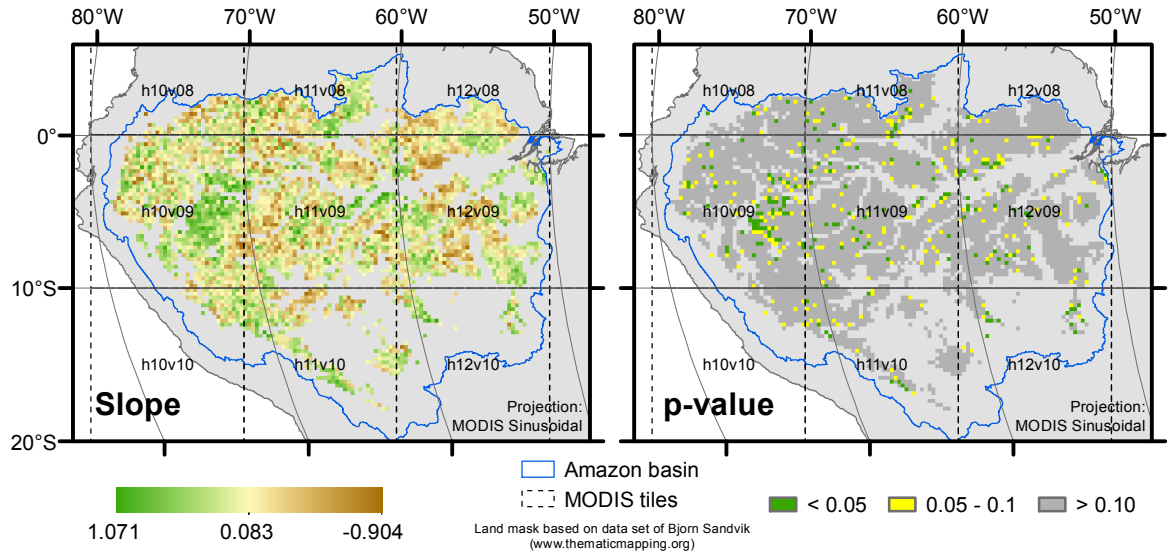 80°W 70°W 60°W 50°W 80°W 70°W 60°W 50°W
h10v08 h11v08 h12v08 h10v08 h11v08 h12v08
0°
h10v09 h11v09 h12v09 h10v09 h11v09 h12v09
10°S
h10v10 h11v10 h12v10 h10v10 h11v10 h12v10
Slope Projection: p-value Projection:
MODIS Sinusoidal MODIS Sinusoidal
20°S
Amazon basin
MODIS tiles < 0.05 0.05 - 0.1 > 0.10
1.071 0.083 -0.904
Land mask based on data set of Bjorn Sandvik
(www.thematicmapping.org)